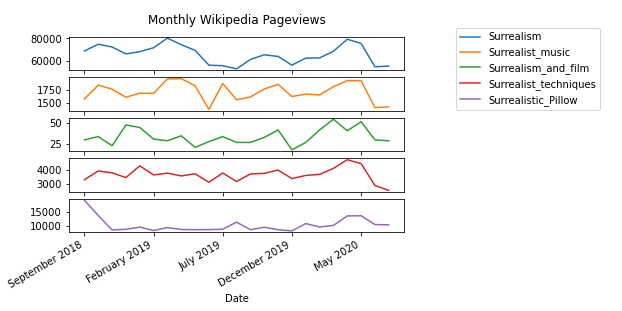 Monthly Wikipedia Pageviews
80000
60000
1750
1500
50
25
4000
3000
15000
10000
September 2018
February 2019
July 2019
December 2019
May 2020
Date
Surrealism
Surrealist_music
Surrealism_and_film
Surrealist_techniques
Surrealistic_Pillow